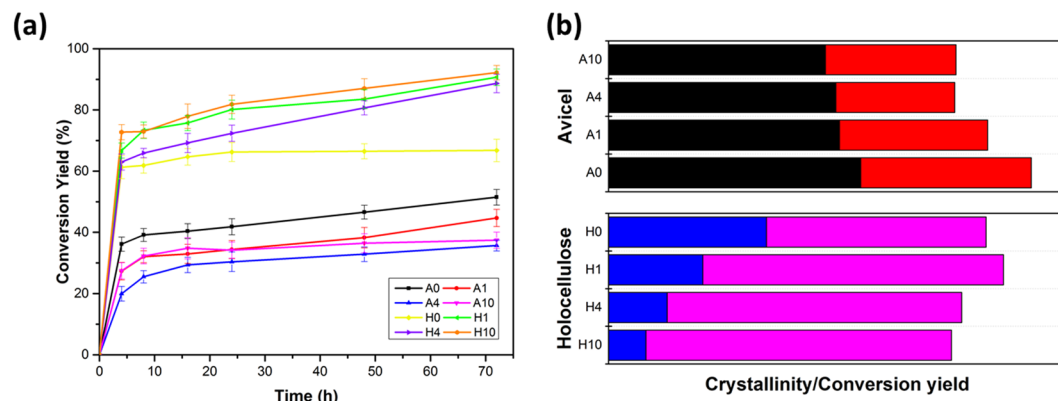 (a)
100
80
60
40
20
0
Conversion Yield (%)
0 10 20 30 40 50 60 70
Time (h)
A0 A1
A4 A10
H0 H1
H4 H10
(b)
Avicel
A10
A4
A1
A0
Holocellulose
H0
H1
H4
H10
Crystallinity/Conversion yield